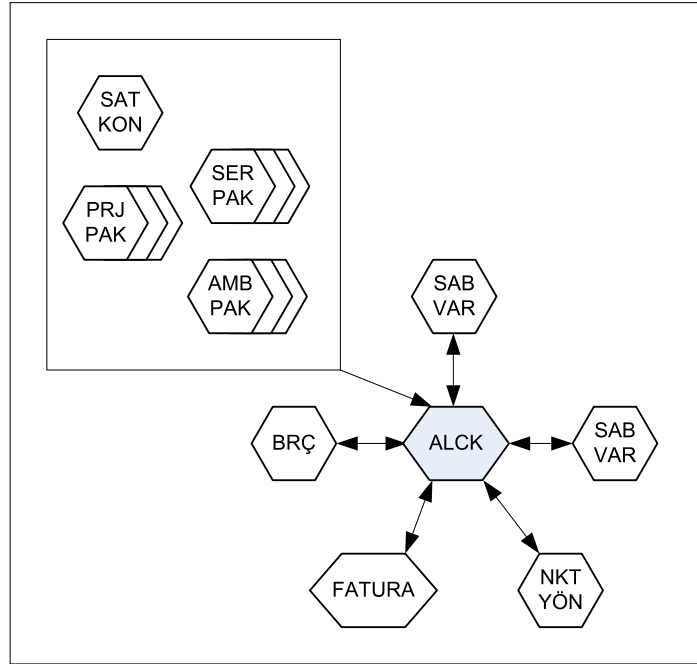 SAT
KON
SER
PAK
PRJ
PAK
AMB
PAK
SAB
VAR
BRÇ
ALCK
SAB
VAR
FATURA
NKT
YÖN